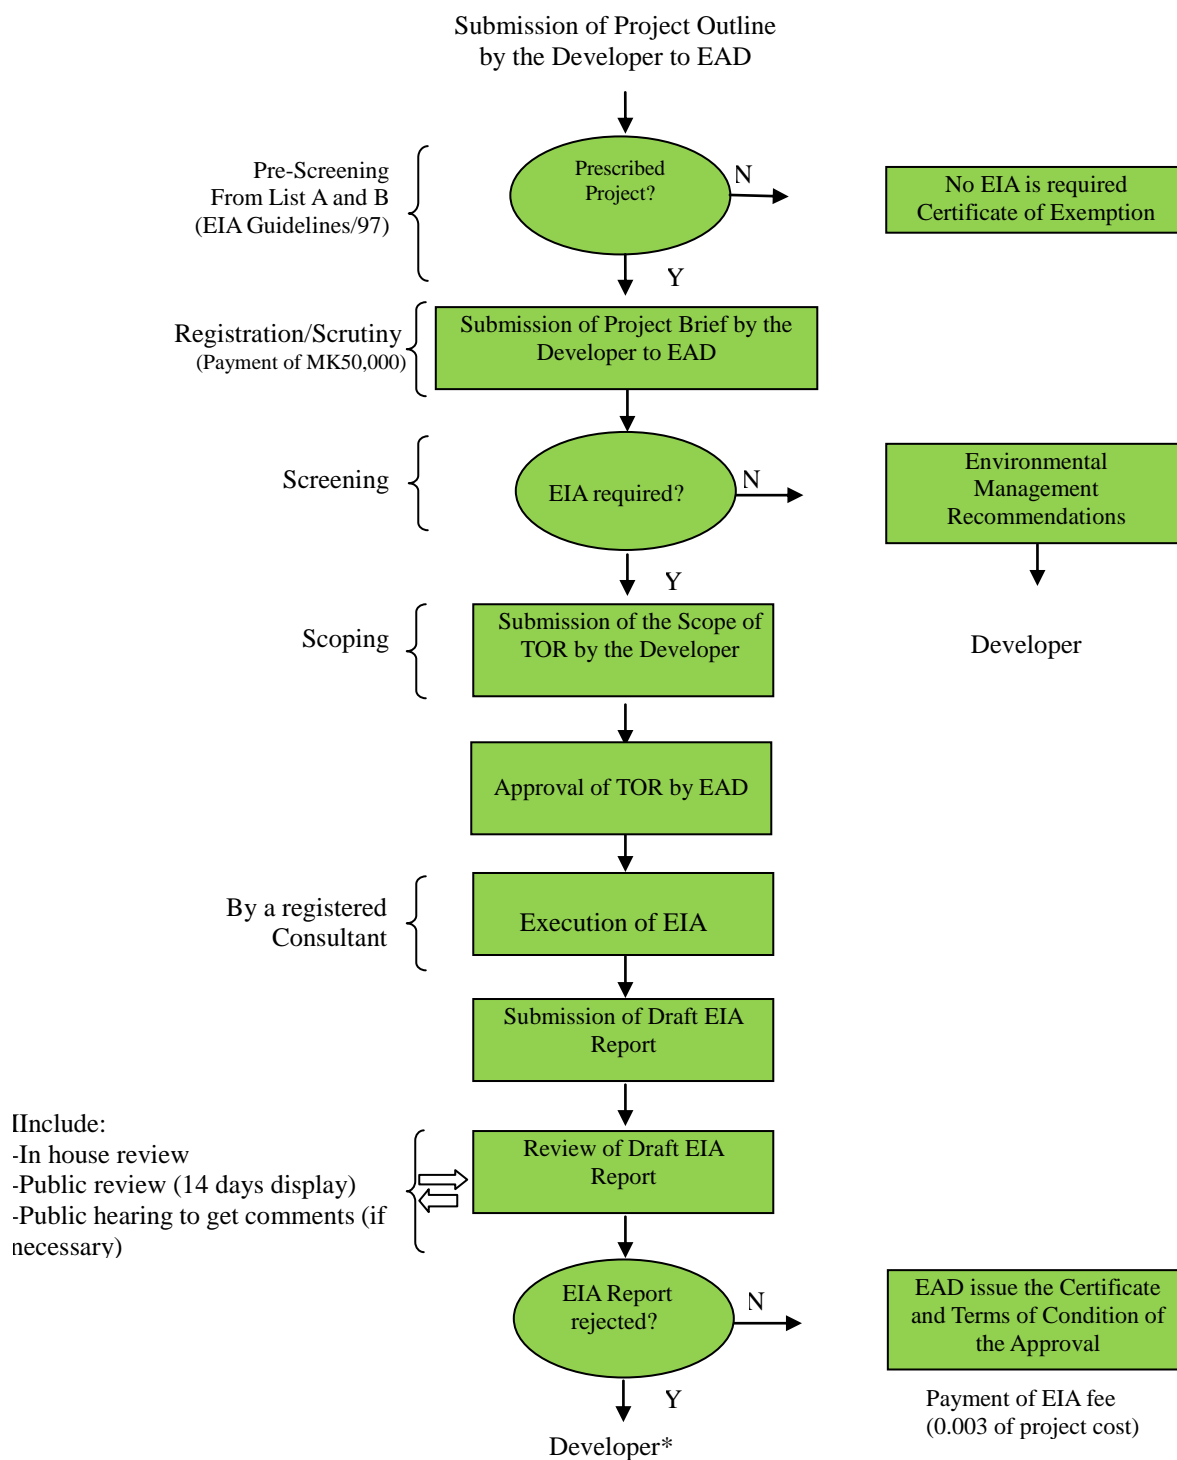 Submission of Project Outline
by the Developer to EAD
Pre-Screening
From List A and B
(EIA Guidelines/97)
Prescribed
Project?
N
No EIA is required
Certificate of Exemption
Y
Registration/Scrutiny
(Payment of MK50,000)
Submission of Project Brief by the
Developer to EAD
Screening
EIA required?
N
Environmental
Management
Recommendations
Y
Developer
Scoping
Submission of the Scope of
TOR by the Developer
Approval of TOR by EAD
By a registered
Consultant
Execution of EIA
Submission of Draft EIA
Report
IInclude:
-In house review
-Public review (14 days display)
-Public hearing to get comments (if
necessary)
Review of Draft EIA
Report
EIA Report
rejected?
N
EAD issue the Certificate
and Terms of Condition of
the Approval
Y
Payment of EIA fee
(0.003 of project cost)
Developer*